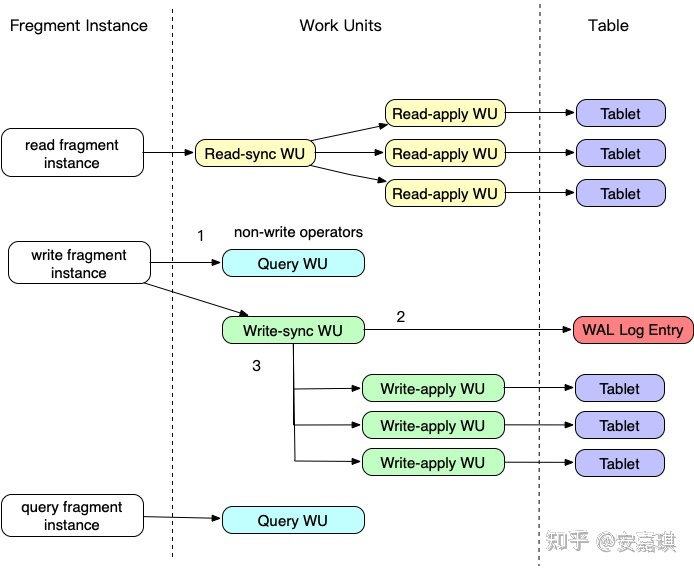 Fregment Instance
Work Units
Table
Read-apply WU
Tablet
read fragment
instance
Read-sync WU
Read-apply WU
Tablet
Read-apply WU
Tablet
1
non-write operators
write fragment
instance
Query WU
Write-sync WU
2
WAL Log Entry
3
Write-apply WU
Tablet
Write-apply WU
Tablet
Write-apply WU
Tablet
query fragment
instance
Query WU
知乎 @安嘉琪